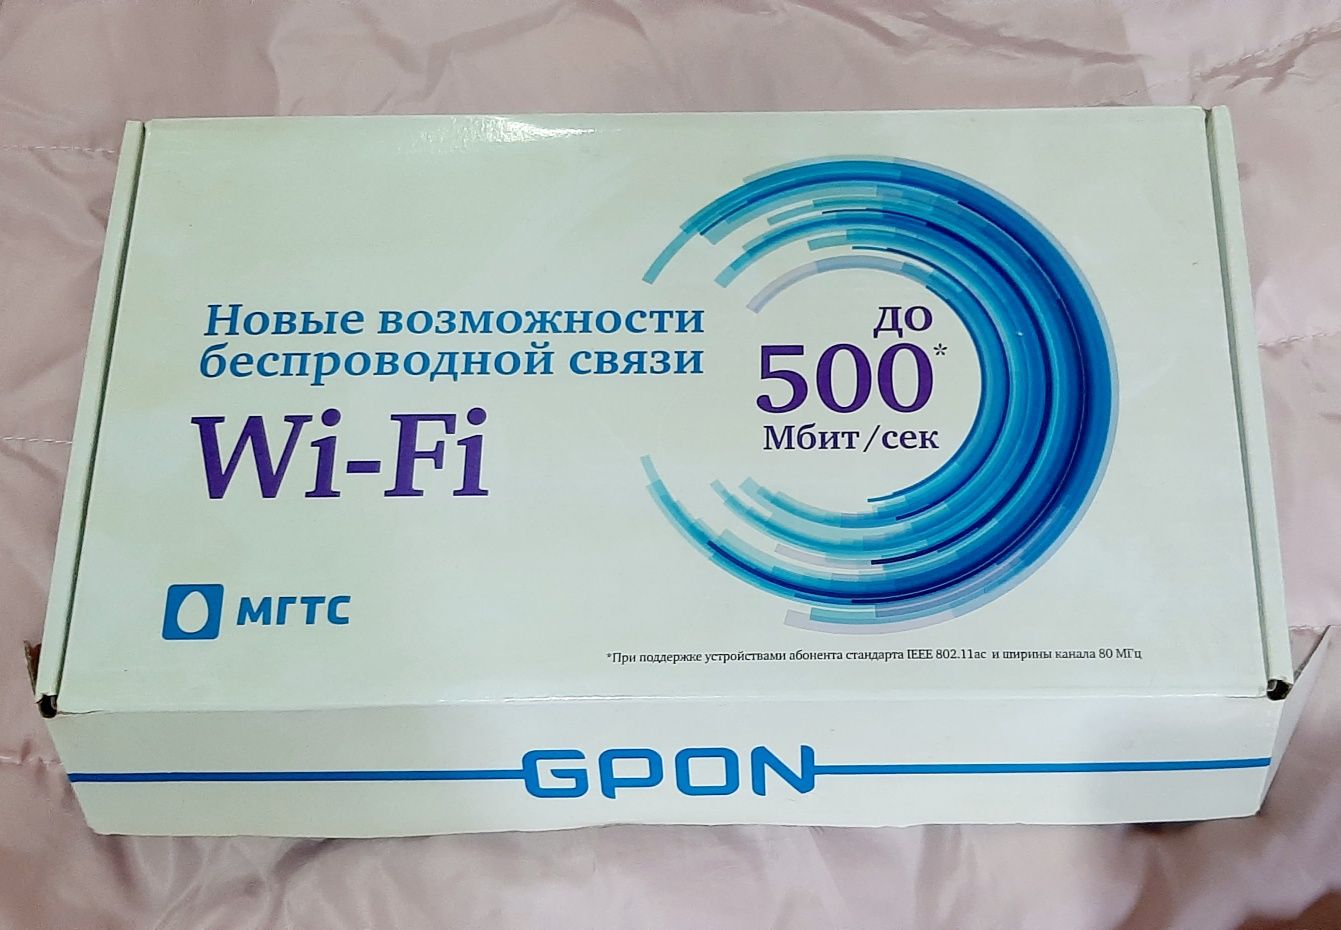 Новые возможности
беспроводной связи
Wi-Fi
до
500*
Мбит/сек
МГТС
*При поддержке устройствами абонента стандарта IEEE 802.11ac и ширины канала 80 МГц
GPON